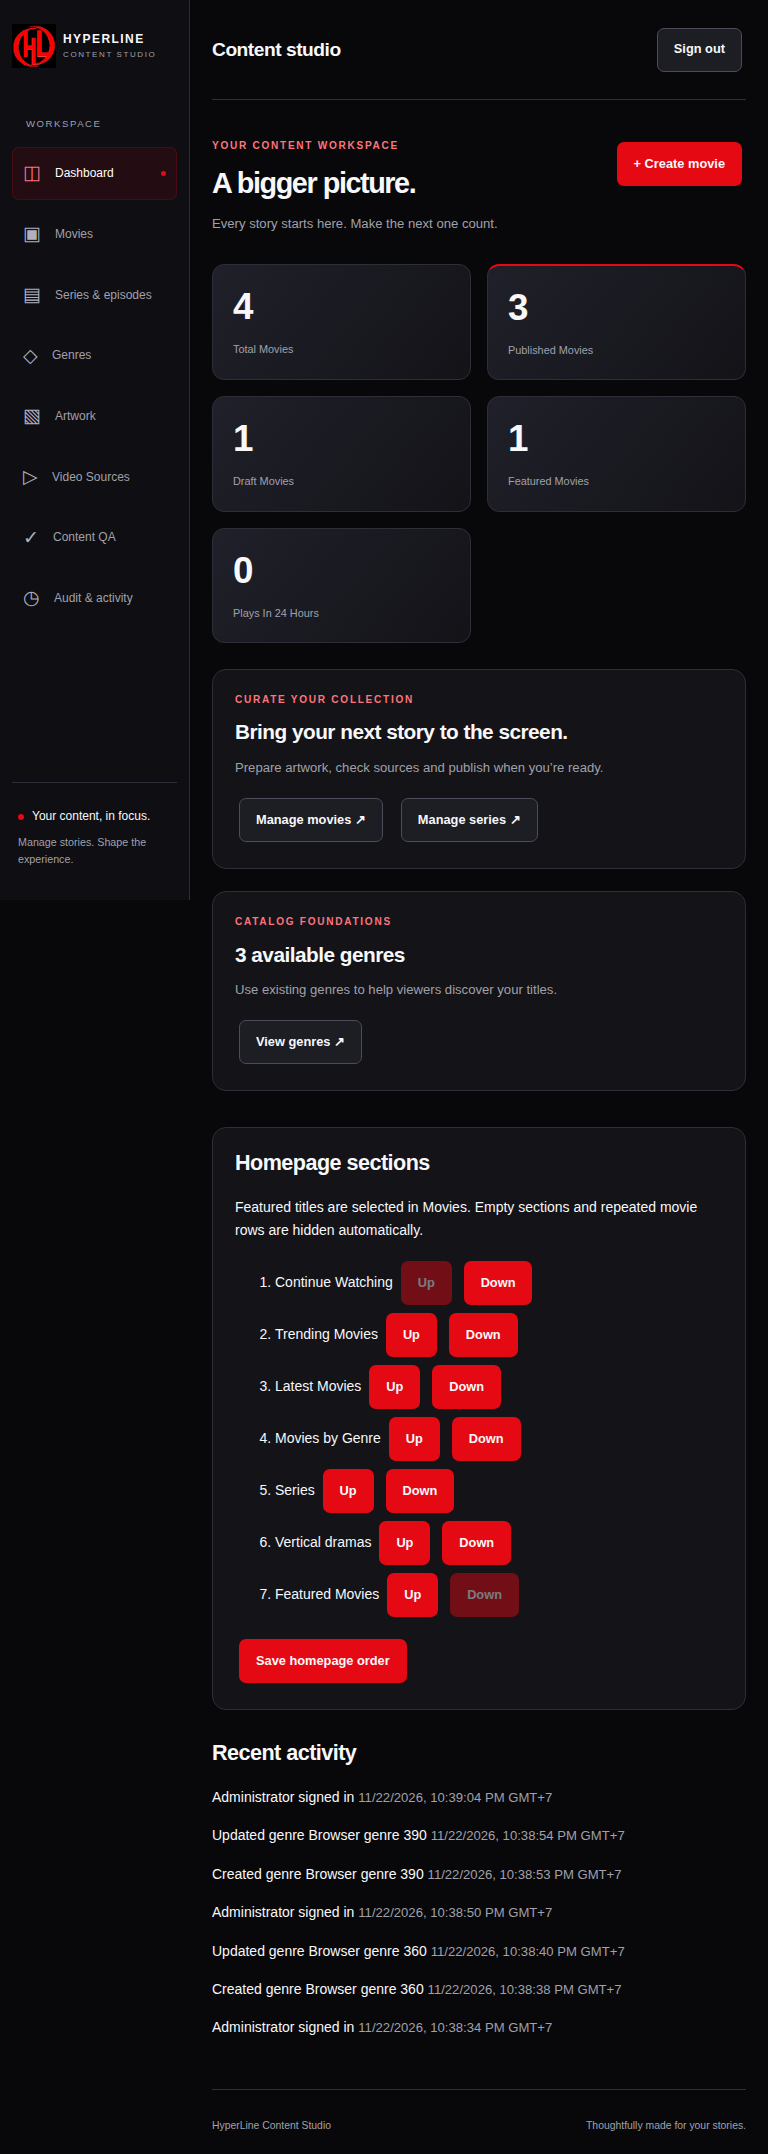 HYPERLINE
CONTENT STUDIO
WORKSPACE
Dashboard
Movies
Series & episodes
Genres
Artwork
Video Sources
Content QA
Audit & activity
Your content, in focus.
Manage stories. Shape the
experience.
Content studio
Sign out
YOUR CONTENT WORKSPACE
A bigger picture.
Every story starts here. Make the next one count.
+ Create movie
4
Total Movies
3
Published Movies
1
Draft Movies
1
Featured Movies
0
Plays In 24 Hours
CURATE YOUR COLLECTION
Bring your next story to the screen.
Prepare artwork, check sources and publish when you’re ready.
Manage movies ↗ Manage series ↗
CATALOG FOUNDATIONS
3 available genres
Use existing genres to help viewers discover your titles.
View genres ↗
Homepage sections
Featured titles are selected in Movies. Empty sections and repeated movie
rows are hidden automatically.
1. Continue Watching Up Down
2. Trending Movies Up Down
3. Latest Movies Up Down
4. Movies by Genre Up Down
5. Series Up Down
6. Vertical dramas Up Down
7. Featured Movies Up Down
Save homepage order
Recent activity
Administrator signed in 11/22/2026, 10:39:04 PM GMT+7
Updated genre Browser genre 390 11/22/2026, 10:38:54 PM GMT+7
Created genre Browser genre 390 11/22/2026, 10:38:53 PM GMT+7
Administrator signed in 11/22/2026, 10:38:50 PM GMT+7
Updated genre Browser genre 360 11/22/2026, 10:38:40 PM GMT+7
Created genre Browser genre 360 11/22/2026, 10:38:38 PM GMT+7
Administrator signed in 11/22/2026, 10:38:34 PM GMT+7
HyperLine Content Studio
Thoughtfully made for your stories.